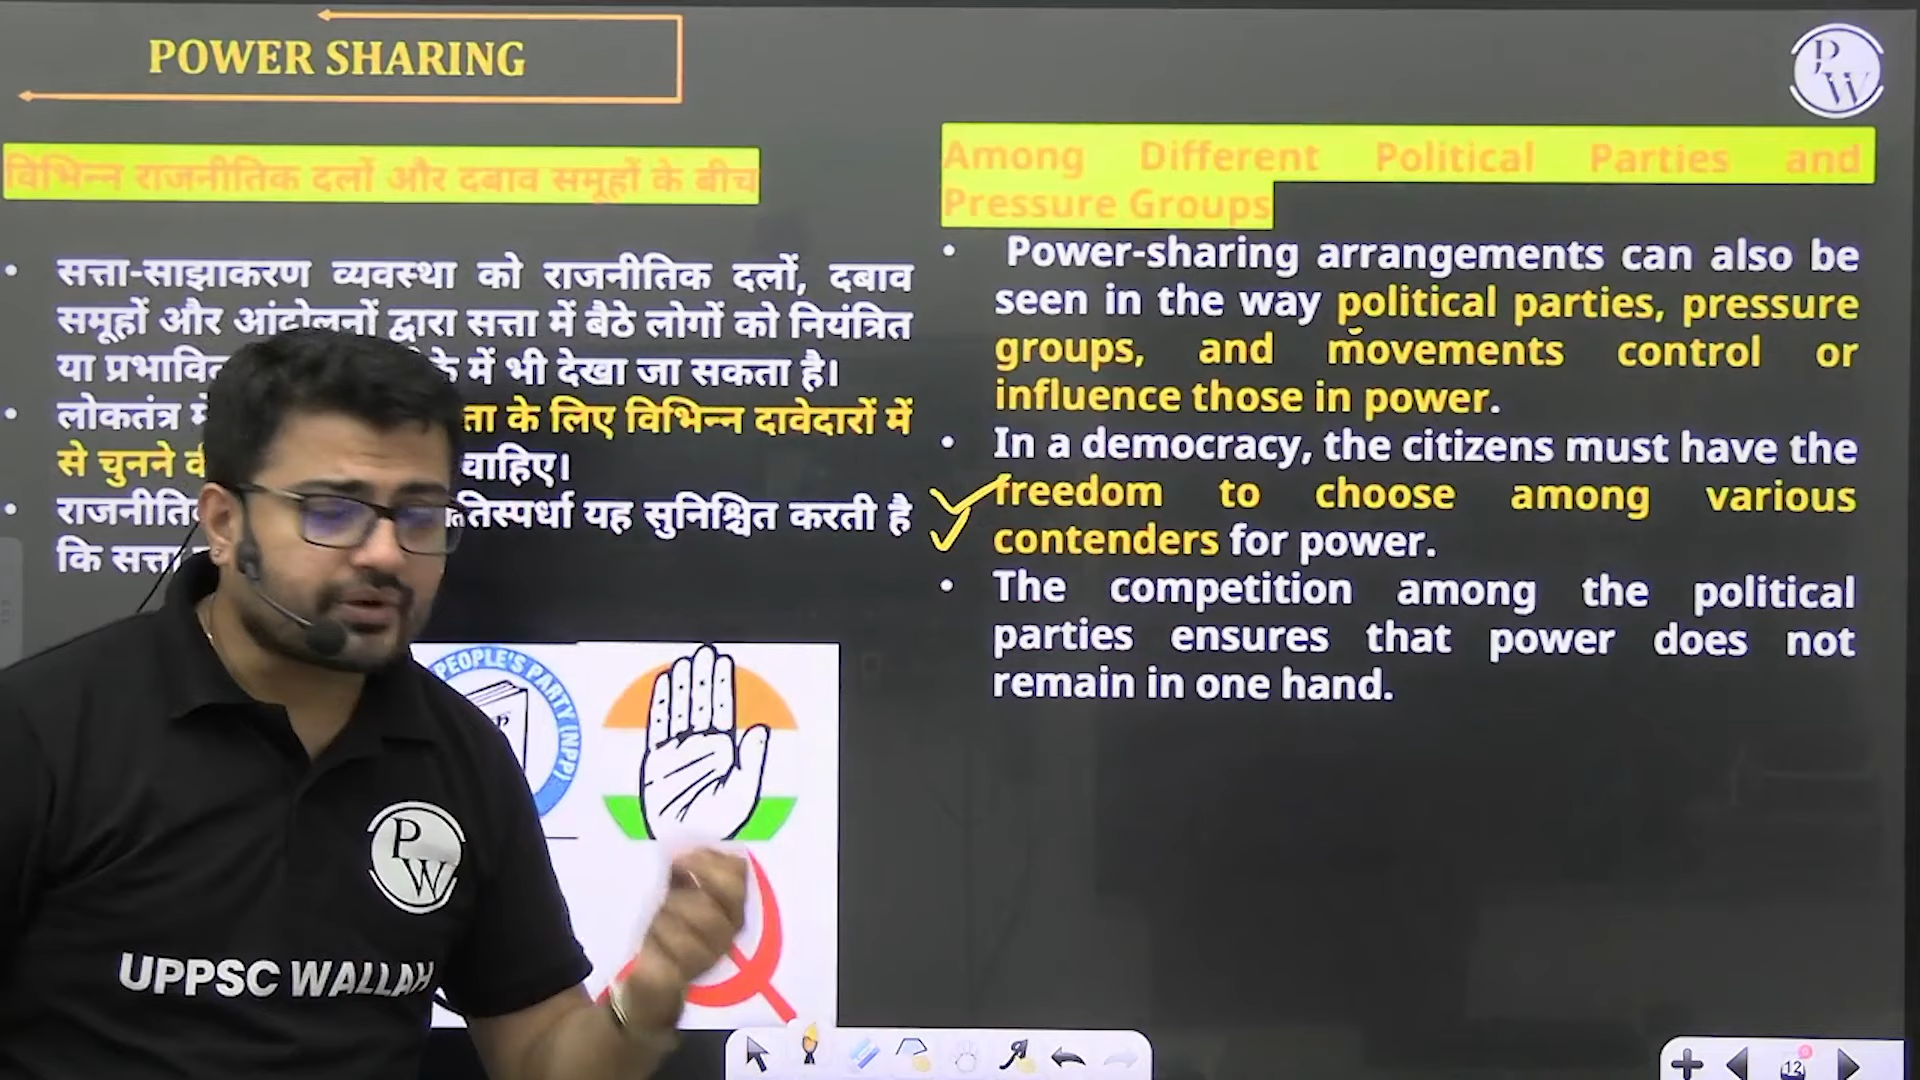 POWER SHARING
PW
विभिन्न राजनीतिक दलों और दबाव समूहों के बीच
सत्ता-साझाकरण व्यवस्था को राजनीतिक दलों, दबाव
समूहों और आंदोलनों द्वारा सत्ता में बैठे लोगों को नियंत्रित
या में भी देखा जा सकता है।
लोकतंत्र के लिए विभिन्न दावेदारों में
से चुनने चाहिए।
यह सुनिश्चित करती है
कि सत्ता
Among Different Political Parties and
Pressure Groups
• Power-sharing arrangements can also be
seen in the way political parties, pressure
groups, and movements control or
influence those in power.
• In a democracy, the citizens must have the
freedom to choose among various
contenders for power.
• The competition among the political
parties ensures that power does not
remain in one hand.
PEOPLE'S PARTY (NPP)
PW
UPPSC WALLAH
12